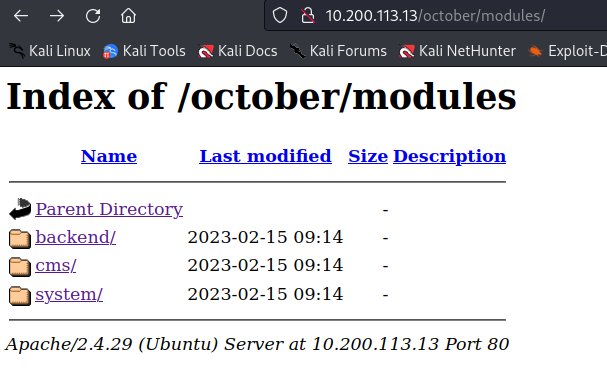 10.200.113.13/october/modules/
Kali Linux Kali Tools Kali Docs Kali Forums Kali NetHunter Exploit-D
Index of /october/modules
Name Last modified Size Description
Parent Directory -
backend/ 2023-02-15 09:14 -
cms/ 2023-02-15 09:14 -
system/ 2023-02-15 09:14 -
Apache/2.4.29 (Ubuntu) Server at 10.200.113.13 Port 80